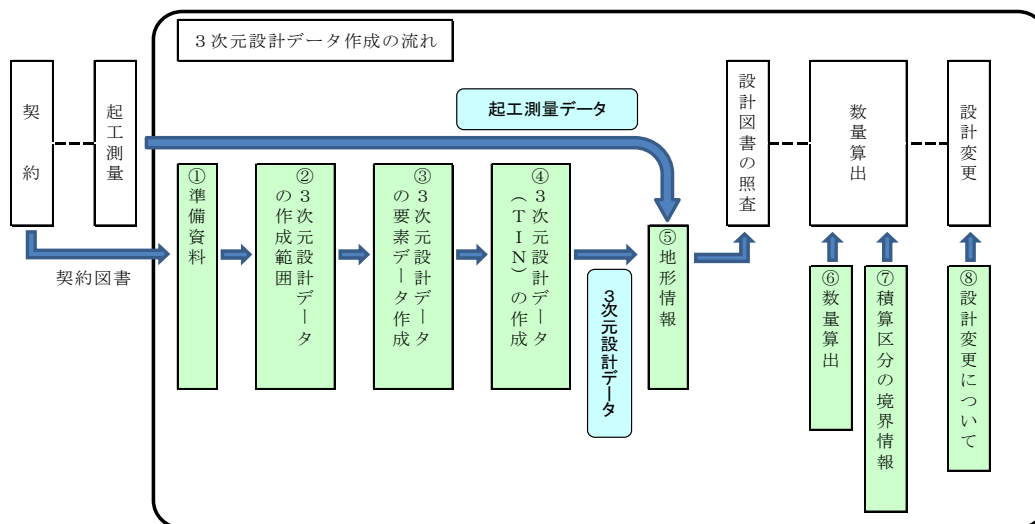 ３次元設計データ作成の流れ
契　約
起工測量
起工測量データ
設計図書の照査
数量算出
設計変更
契約図書
①準備資料
②３次元設計データ
の作成範囲
③３次元設計データ
の要素データ作成
④３次元設計データ
（ＴＩＮ）の作成
３次元設計データ
⑤地形情報
⑥数量算出
⑦積算区分の境界情報
⑧設計変更について